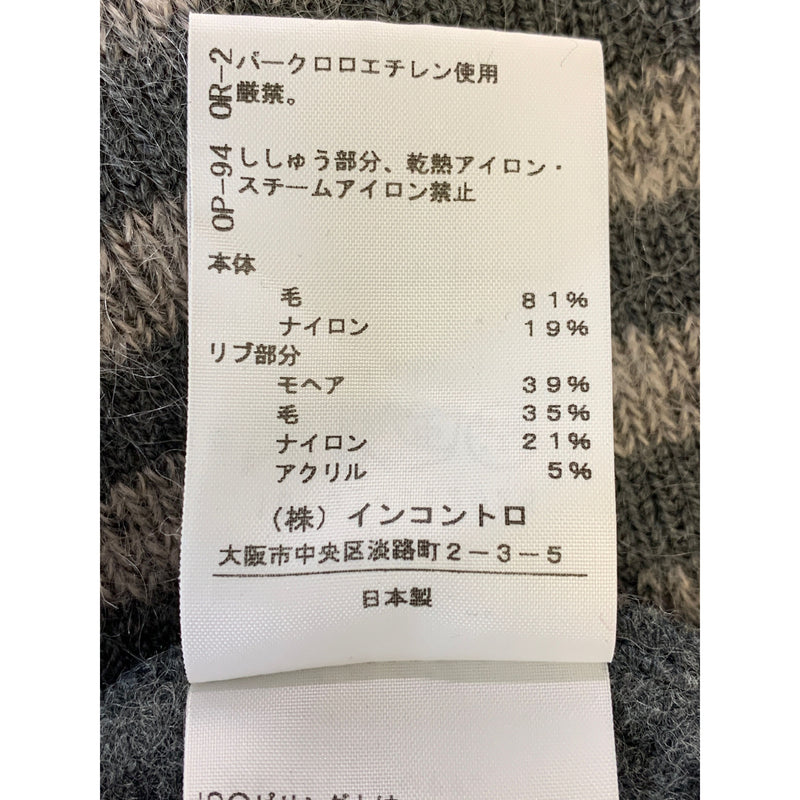 OR-2 パークロロエチレン使用
厳禁。
OP-94 ししゅう部分、乾熱アイロン・
スチームアイロン禁止
本体
毛 81%
ナイロン 19%
リブ部分
モヘア 39%
毛 35%
ナイロン 21%
アクリル 5%
(株)インコントロ
大阪市中央区淡路町2-3-5
日本製